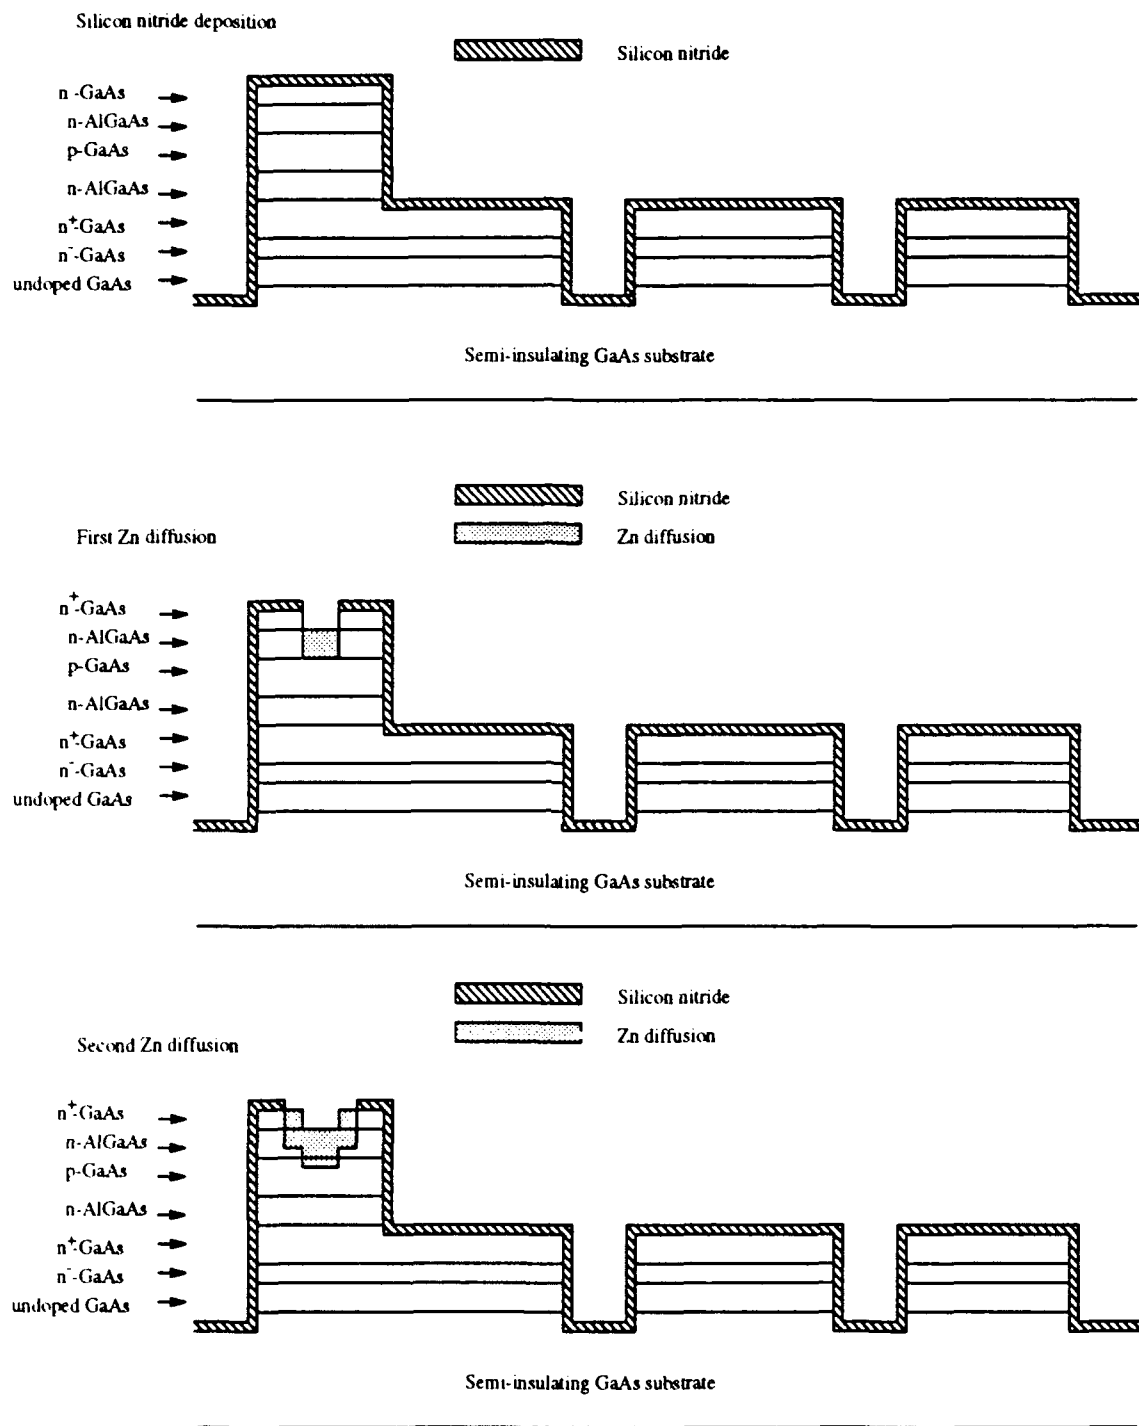 Silicon nitride deposition
Silicon nitride
n -GaAs
n-AlGaAs
p-GaAs
n-AlGaAs
n⁺-GaAs
n⁻-GaAs
undoped GaAs
Semi-insulating GaAs substrate
Silicon nitride
First Zn diffusion
Zn diffusion
n⁺-GaAs
n-AlGaAs
p-GaAs
n-AlGaAs
n⁺-GaAs
n⁻-GaAs
undoped GaAs
Semi-insulating GaAs substrate
Silicon nitride
Zn diffusion
Second Zn diffusion
n⁺-GaAs
n-AlGaAs
p-GaAs
n-AlGaAs
n⁺-GaAs
n⁻-GaAs
undoped GaAs
Semi-insulating GaAs substrate